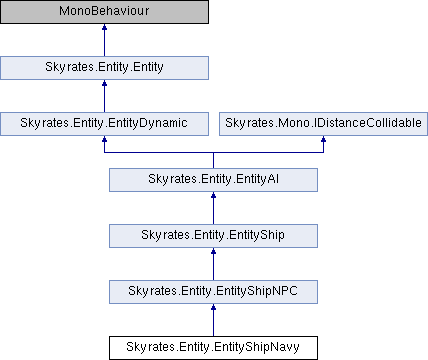 MonoBehaviour
Skyrates.Entity.Entity
Skyrates.Entity.EntityDynamic
Skyrates.Mono.IDistanceCollidable
Skyrates.Entity.EntityAI
Skyrates.Entity.EntityShip
Skyrates.Entity.EntityShipNPC
Skyrates.Entity.EntityShipNavy